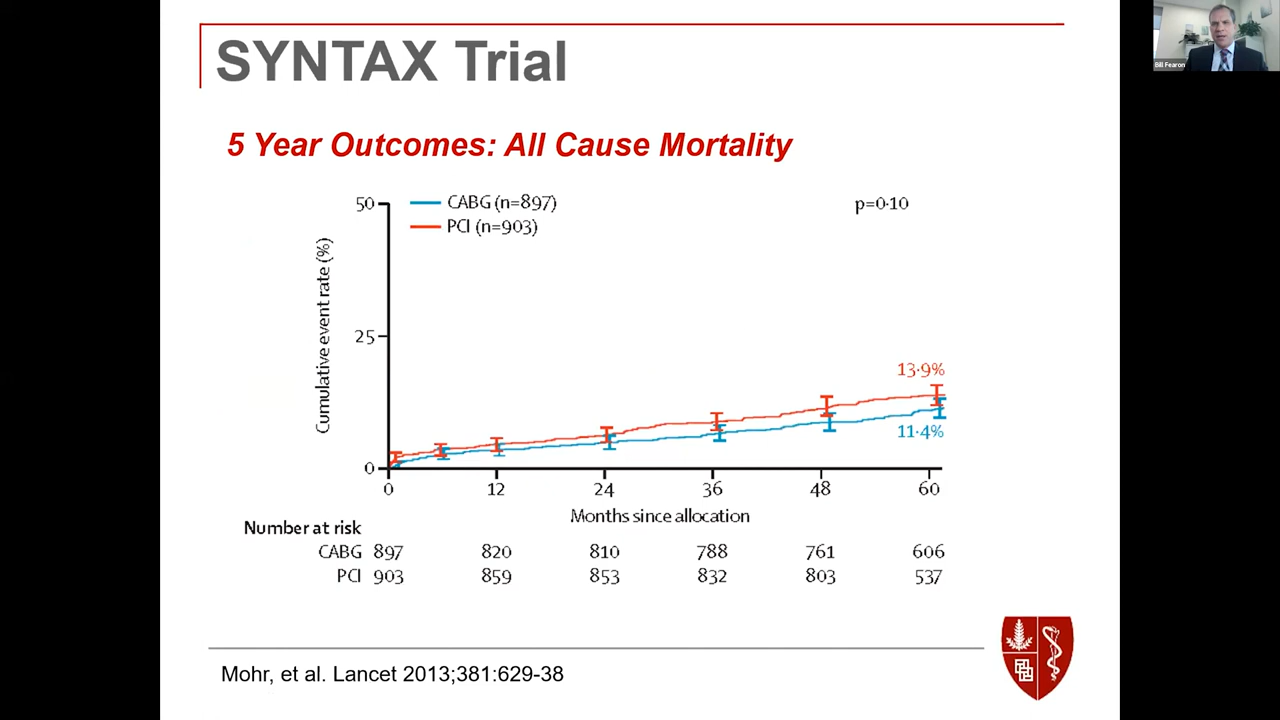 SYNTAX Trial
Bill Fearon
5 Year Outcomes: All Cause Mortality
50
CABG (n=897)
PCI (n=903)
p=0·10
Cumulative event rate (%)
25
13·9%
11·4%
0
0 12 24 36 48 60
Months since allocation
Number at risk
CABG 897 820 810 788 761 606
PCI 903 859 853 832 803 537
Mohr, et al. Lancet 2013;381:629-38